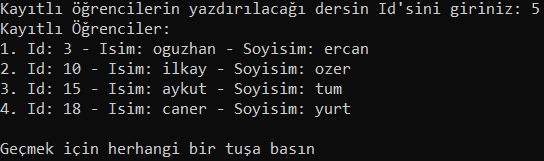 Kayıtlı öğrencilerin yazdırılacağı dersin Id'sini giriniz: 5
Kayıtlı Öğrenciler:
1. Id: 3 - Isim: oguzhan - Soyisim: ercan
2. Id: 10 - Isim: ilkay - Soyisim: ozer
3. Id: 15 - Isim: aykut - Soyisim: tum
4. Id: 18 - Isim: caner - Soyisim: yurt
Geçmek için herhangi bir tuşa basın